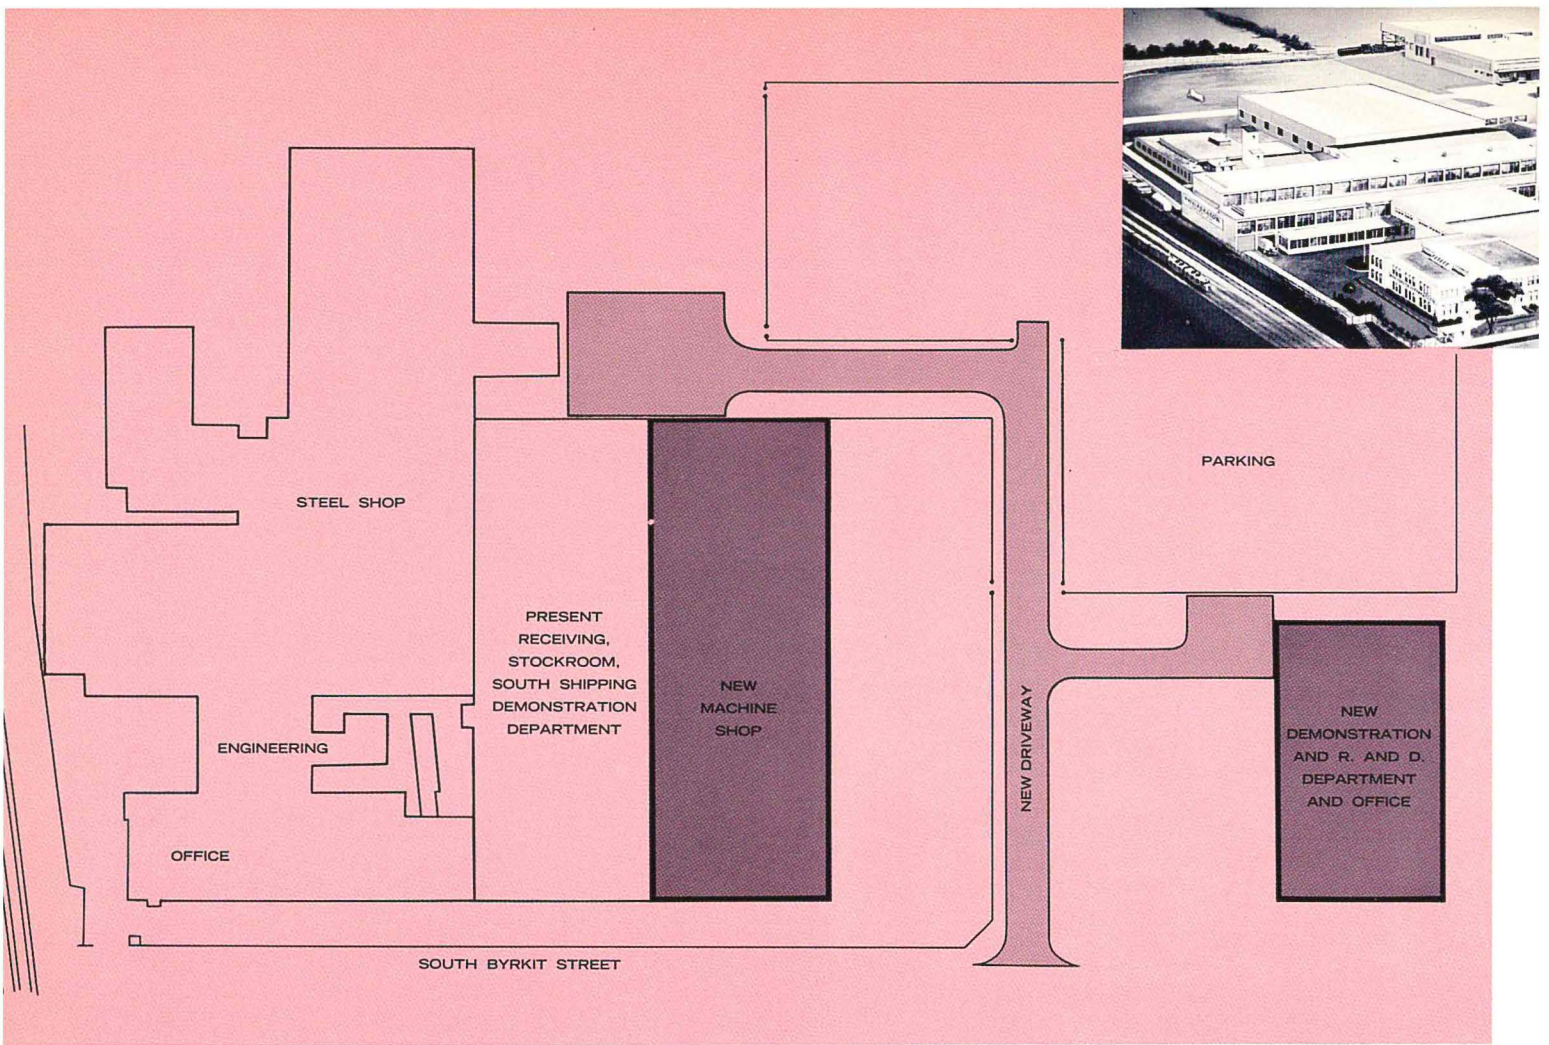 STEEL SHOP
PARKING
PRESENT
RECEIVING,
STOCKROOM,
SOUTH SHIPPING
DEMONSTRATION
DEPARTMENT
NEW
MACHINE
SHOP
ENGINEERING
OFFICE
NEW DRIVEWAY
NEW
DEMONSTRATION
AND R. AND D.
DEPARTMENT
AND OFFICE
SOUTH BYRKIT STREET